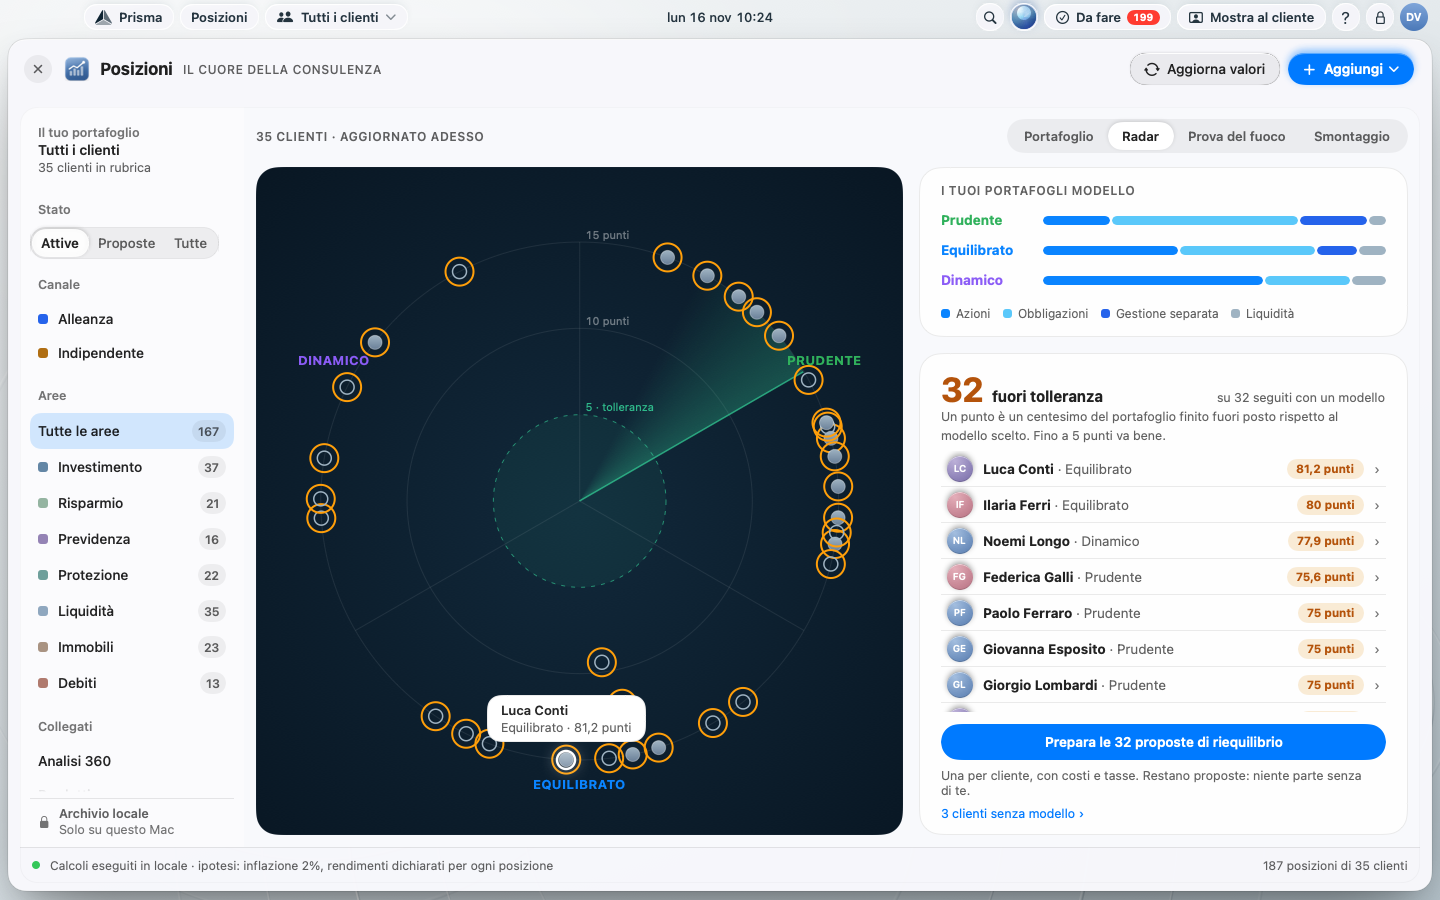 Prisma
Posizioni
Tutti i clienti
lun 16 nov 10:24
Da fare 199
Mostra al cliente
?
DV
Posizioni IL CUORE DELLA CONSULENZA
Aggiorna valori
+ Aggiungi
Il tuo portafoglio
Tutti i clienti
35 clienti in rubrica
Stato
Attive Proposte Tutte
Canale
Alleanza
Indipendente
Aree
Tutte le aree 167
Investimento 37
Risparmio 21
Previdenza 16
Protezione 22
Liquidità 35
Immobili 23
Debiti 13
Collegati
Analisi 360
Archivio locale
Solo su questo Mac
35 CLIENTI · AGGIORNATO ADESSO
Portafoglio Radar Prova del fuoco Smontaggio
15 punti
10 punti
DINAMICO
PRUDENTE
5 · tolleranza
Luca Conti
Equilibrato · 81,2 punti
EQUILIBRATO
I TUOI PORTAFOGLI MODELLO
Prudente
Equilibrato
Dinamico
Azioni Obbligazioni Gestione separata Liquidità
32 fuori tolleranza su 32 seguiti con un modello
Un punto è un centesimo del portafoglio finito fuori posto rispetto al
modello scelto. Fino a 5 punti va bene.
LC Luca Conti · Equilibrato 81,2 punti ›
IF Ilaria Ferri · Equilibrato 80 punti ›
NL Noemi Longo · Dinamico 77,9 punti ›
FG Federica Galli · Prudente 75,6 punti ›
PF Paolo Ferraro · Prudente 75 punti ›
GE Giovanna Esposito · Prudente 75 punti ›
GL Giorgio Lombardi · Prudente 75 punti ›
Prepara le 32 proposte di riequilibrio
Una per cliente, con costi e tasse. Restano proposte: niente parte senza
di te.
3 clienti senza modello ›
Calcoli eseguiti in locale · ipotesi: inflazione 2%, rendimenti dichiarati per ogni posizione
187 posizioni di 35 clienti